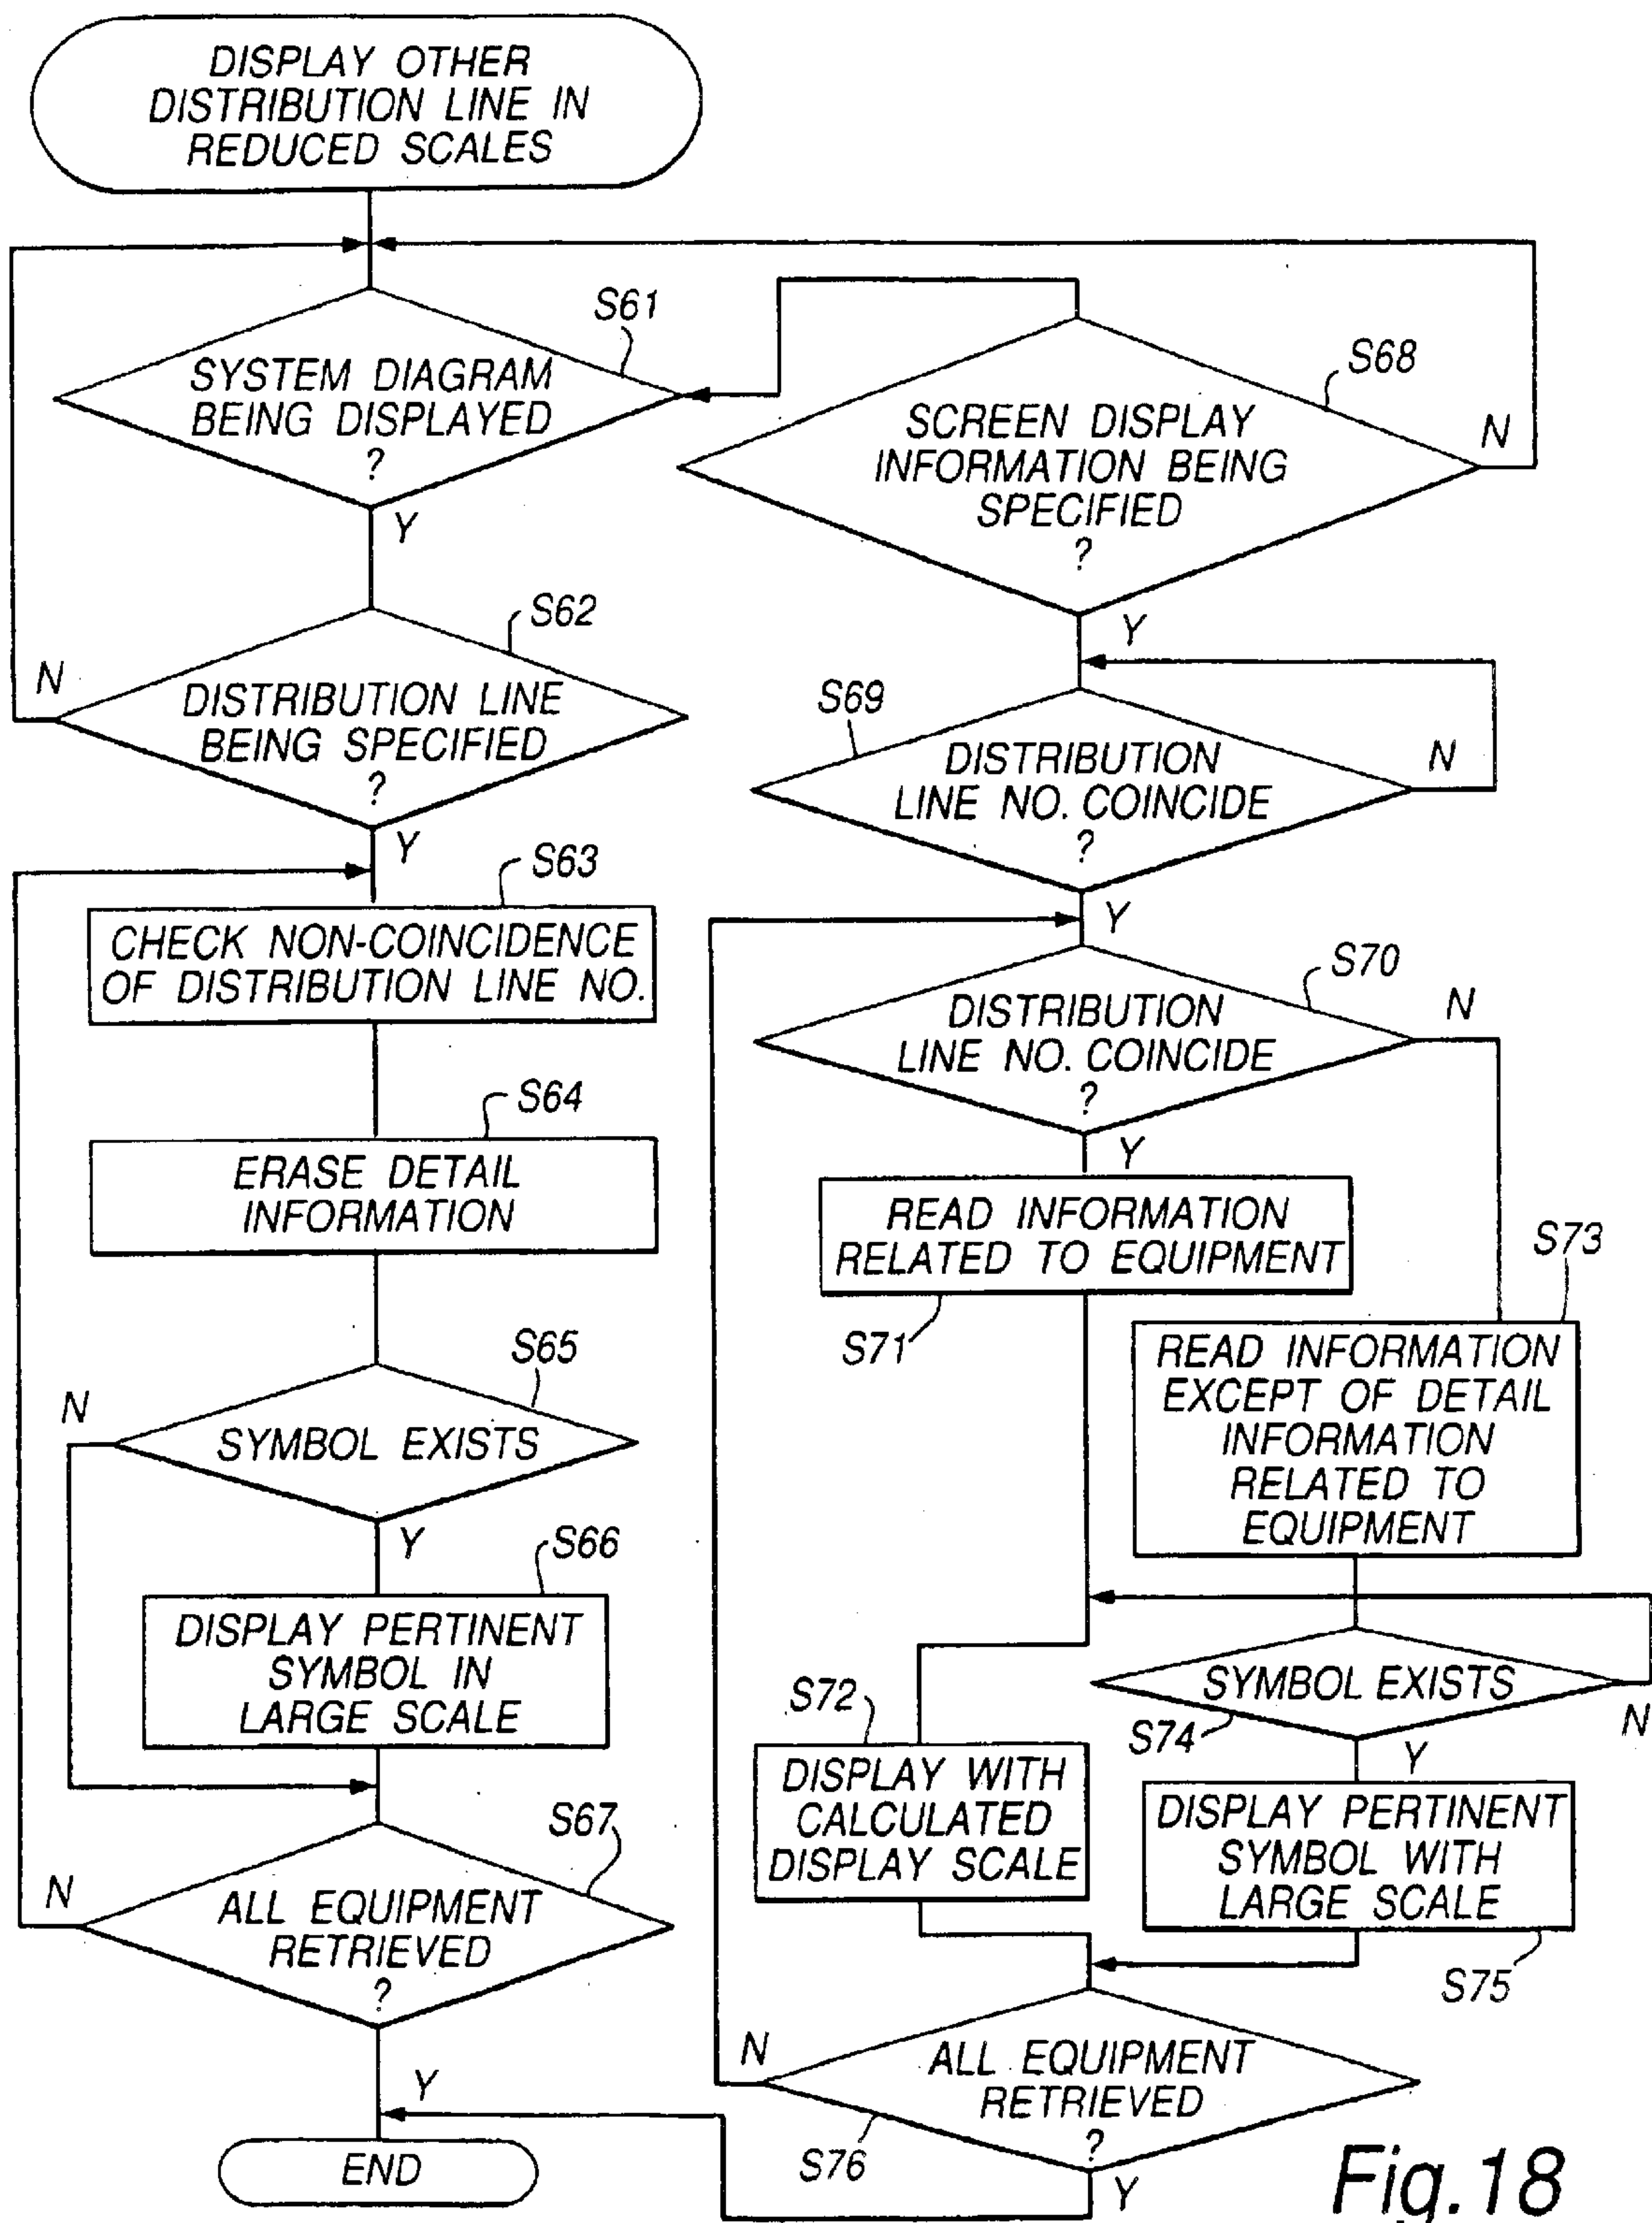 DISPLAY OTHER
DISTRIBUTION LINE IN
REDUCED SCALES
S61
SYSTEM DIAGRAM
BEING DISPLAYED
?
Y
S62
N
DISTRIBUTION LINE
BEING SPECIFIED
?
Y
S63
CHECK NON-COINCIDENCE
OF DISTRIBUTION LINE NO.
S64
ERASE DETAIL
INFORMATION
S65
N
SYMBOL EXISTS
Y
S66
DISPLAY PERTINENT
SYMBOL IN
LARGE SCALE
S67
N
ALL EQUIPMENT
RETRIEVED
?
Y
END
S68
SCREEN DISPLAY
INFORMATION BEING
SPECIFIED
?
N
Y
S69
DISTRIBUTION
LINE NO. COINCIDE
?
N
Y
S70
DISTRIBUTION
LINE NO. COINCIDE
?
N
Y
READ INFORMATION
RELATED TO EQUIPMENT
S71
S73
READ INFORMATION
EXCEPT OF DETAIL
INFORMATION
RELATED TO
EQUIPMENT
S72
DISPLAY WITH
CALCULATED
DISPLAY SCALE
SYMBOL EXISTS
S74
N
Y
DISPLAY PERTINENT
SYMBOL WITH
LARGE SCALE
S75
N
ALL EQUIPMENT
RETRIEVED
?
S76
Y
Fig.18